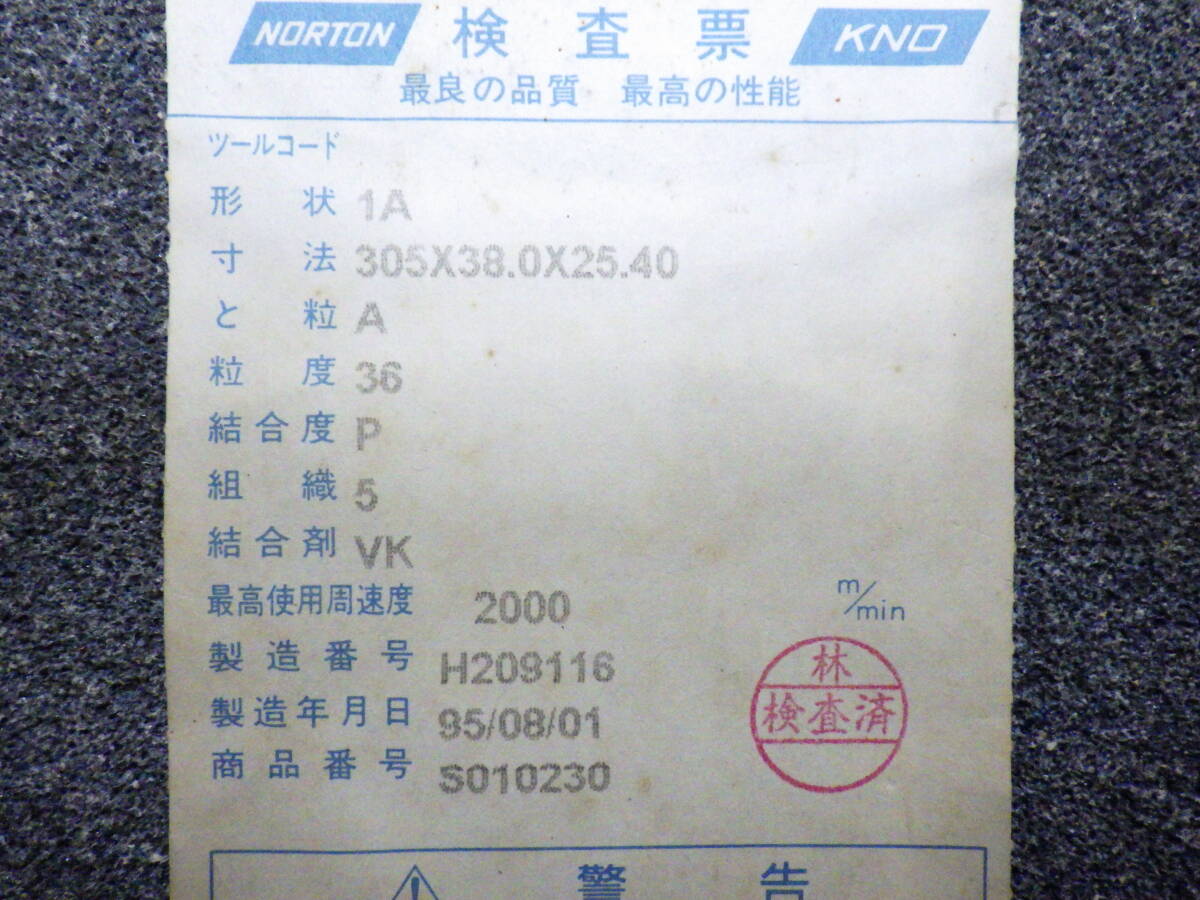 NORTON 検査票 KNO
最良の品質 最高の性能
ツールコード
形状 1A
寸法 305X38.0X25.40
と粒 A
粒度 36
結合度 P
組織 5
結合剤 VK
最高使用周速度 2000 m/min
製造番号 H209116
製造年月日 95/08/01
商品番号 S010230
林
検査済
警告